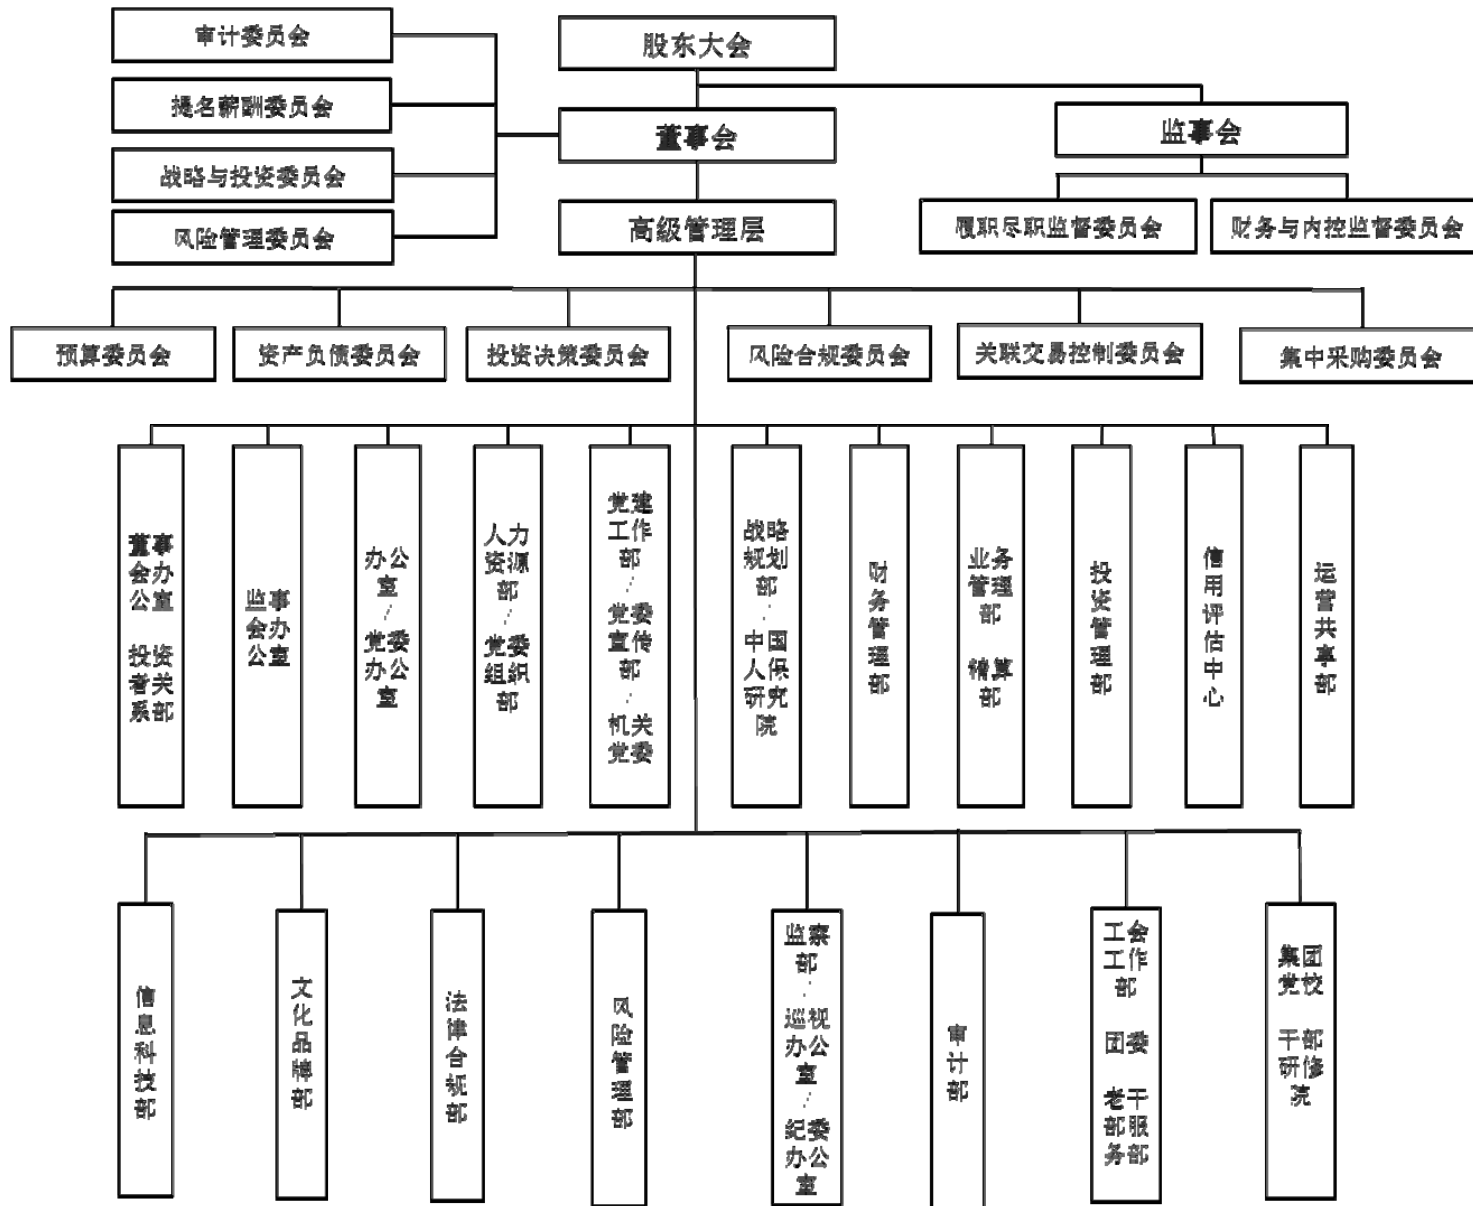 审计委员会
股东大会
提名薪酬委员会
董事会
监事会
战略与投资委员会
风险管理委员会
高级管理层
履职尽职监督委员会
财务与内控监督委员会
预算委员会
资产负债委员会
投资决策委员会
风险合规委员会
关联交易控制委员会
集中采购委员会
董事
会办
公室
投资
者关
系部
监事
会办
公室
办公
室
/
党委
办公
室
人力
资源
部
/
党委
组织
部
党建
工作
部
/
党委
宣传
部
/
机关
党委
战略
规划
部
/
中国
人保
研究
院
财
务
管
理
部
业务
管理
部
精算
部
投
资
管
理
部
信
用
评
估
中
心
运
营
共
享
部
信
息
科
技
部
文
化
品
牌
部
法
律
合
规
部
风
险
管
理
部
监察
部
/
巡视
办公
室
/
纪委
办公
室
审
计
部
工会
工作
部
团委
老干
部服
务部
集团
党校
干部
研修
院